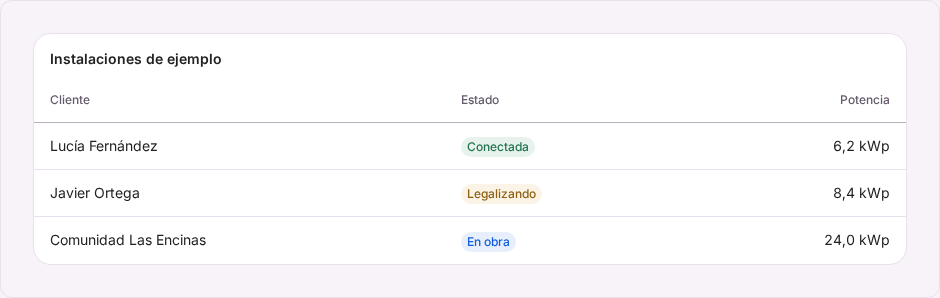 Instalaciones de ejemplo
Cliente Estado Potencia
Lucía Fernández Conectada 6,2 kWp
Javier Ortega Legalizando 8,4 kWp
Comunidad Las Encinas En obra 24,0 kWp